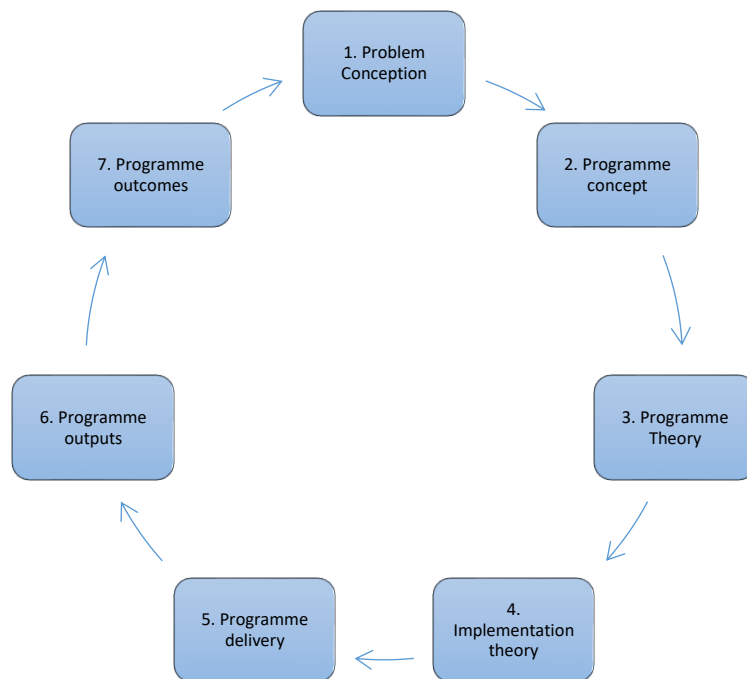 1. Problem
Conception
2. Programme
concept
3. Programme
Theory
4.
Implementation
theory
5. Programme
delivery
6. Programme
outputs
7. Programme
outcomes